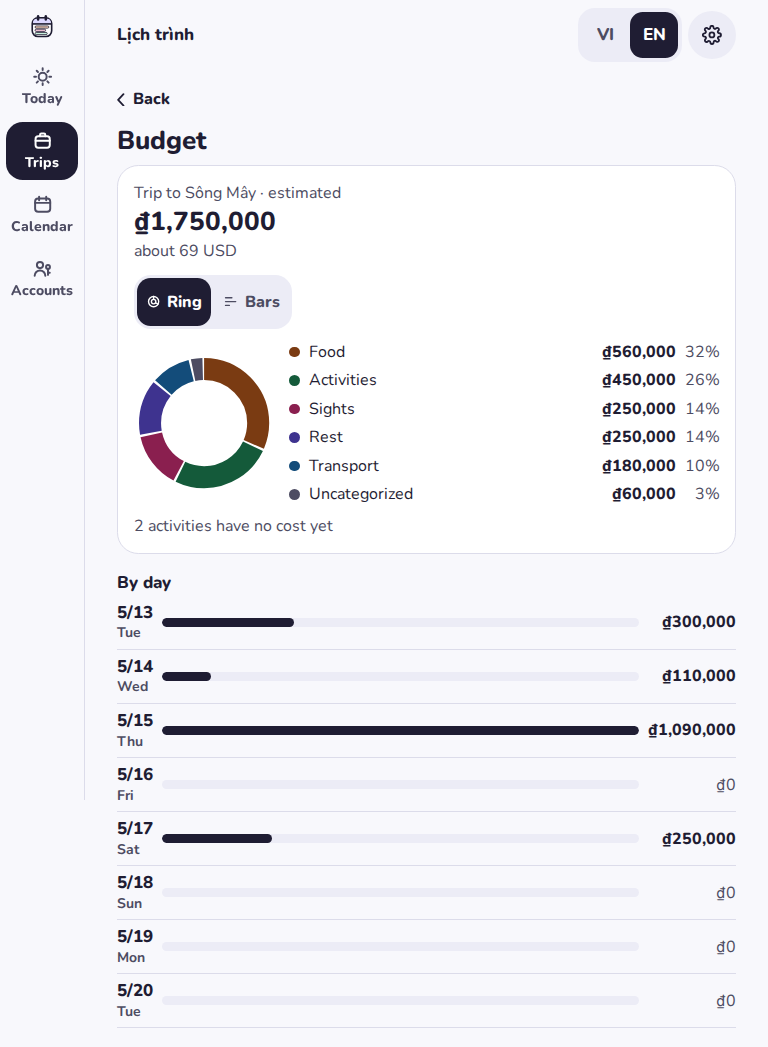 Lịch trình
VI EN
Today
Trips
Calendar
Accounts
Back
Budget
Trip to Sông Mây · estimated
₫1,750,000
about 69 USD
Ring Bars
Food ₫560,000 32%
Activities ₫450,000 26%
Sights ₫250,000 14%
Rest ₫250,000 14%
Transport ₫180,000 10%
Uncategorized ₫60,000 3%
2 activities have no cost yet
By day
5/13
Tue
₫300,000
5/14
Wed
₫110,000
5/15
Thu
₫1,090,000
5/16
Fri
₫0
5/17
Sat
₫250,000
5/18
Sun
₫0
5/19
Mon
₫0
5/20
Tue
₫0